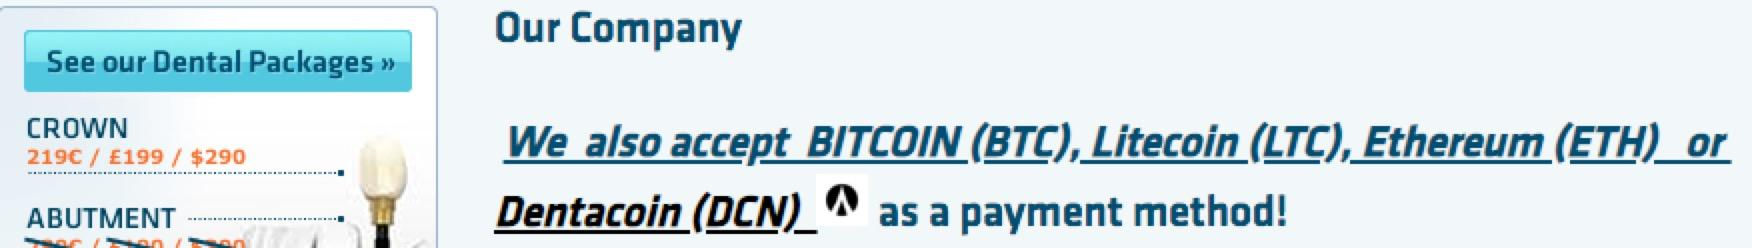 See our Dental Packages »
CROWN
219€ / £199 / $290
ABUTMENT
Our Company
We also accept BITCOIN (BTC), Litecoin (LTC), Ethereum (ETH) or
Dentacoin (DCN) as a payment method!